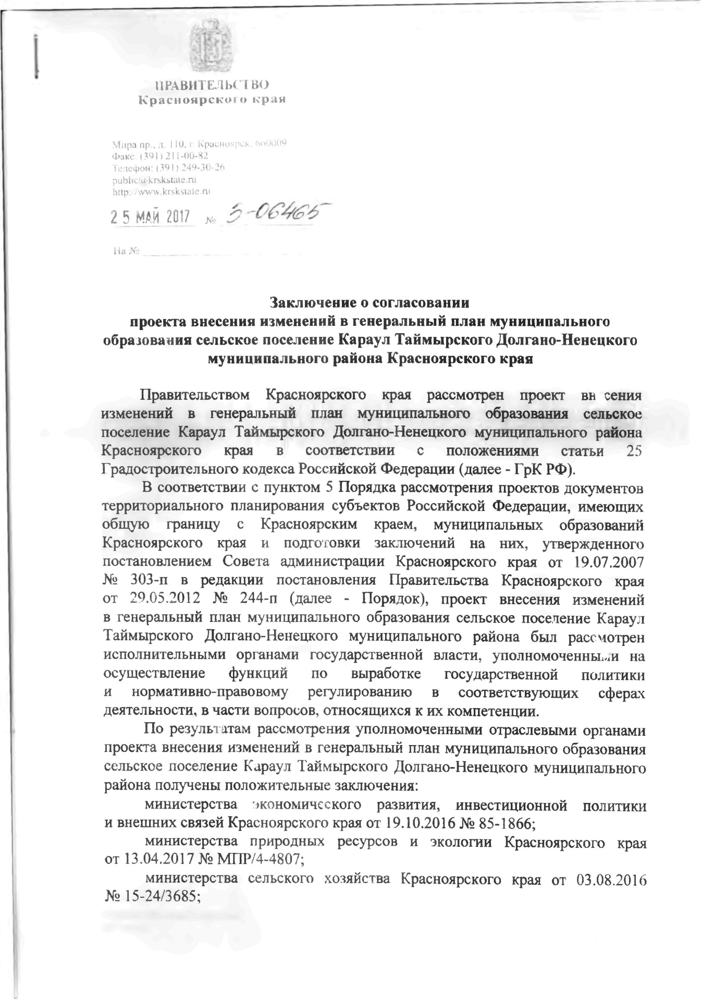 ПРАВИТЕЛЬСТВО
Красноярского края
Мира пр., д. 110, г. Красноярск, 660009
Факс: (391) 211-00-82
Телефон: (391) 249-30-26
public@krskstate.ru
http://www.krskstate.ru
25 МАЙ 2017 № 3-06465
На №
Заключение о согласовании
проекта внесения изменений в генеральный план муниципального
образования сельское поселение Караул Таймырского Долгано-Ненецкого
муниципального района Красноярского края
Правительством Красноярского края рассмотрен проект внесения
изменений в генеральный план муниципального образования сельское
поселение Караул Таймырского Долгано-Ненецкого муниципального района
Красноярского края в соответствии с положениями статьи 25
Градостроительного кодекса Российской Федерации (далее - ГрК РФ).
В соответствии с пунктом 5 Порядка рассмотрения проектов документов
территориального планирования субъектов Российской Федерации, имеющих
общую границу с Красноярским краем, муниципальных образований
Красноярского края и подготовки заключений на них, утвержденного
постановлением Совета администрации Красноярского края от 19.07.2007
№ 303-п в редакции постановления Правительства Красноярского края
от 29.05.2012 № 244-п (далее - Порядок), проект внесения изменений
в генеральный план муниципального образования сельское поселение Караул
Таймырского Долгано-Ненецкого муниципального района был рассмотрен
исполнительными органами государственной власти, уполномоченными на
осуществление функций по выработке государственной политики
и нормативно-правовому регулированию в соответствующих сферах
деятельности, в части вопросов, относящихся к их компетенции.
По результатам рассмотрения уполномоченными отраслевыми органами
проекта внесения изменений в генеральный план муниципального образования
сельское поселение Караул Таймырского Долгано-Ненецкого муниципального
района получены положительные заключения:
министерства экономического развития, инвестиционной политики
и внешних связей Красноярского края от 19.10.2016 № 85-1866;
министерства природных ресурсов и экологии Красноярского края
от 13.04.2017 № МПР/4-4807;
министерства сельского хозяйства Красноярского края от 03.08.2016
№ 15-24/3685;